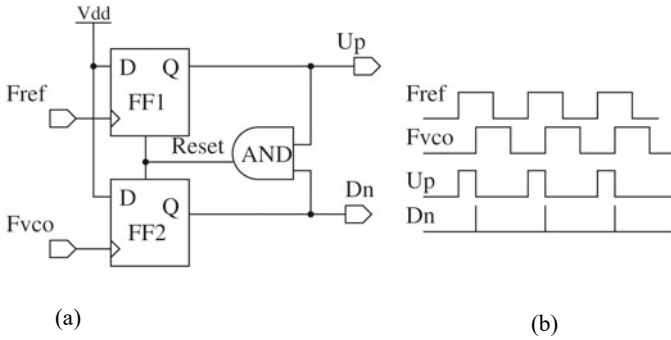 Vdd
D Q
FF1
Fref
Up
Reset
AND
D Q
FF2
Fvco
Dn
(a)
Fref
Fvco
Up
Dn
(b)